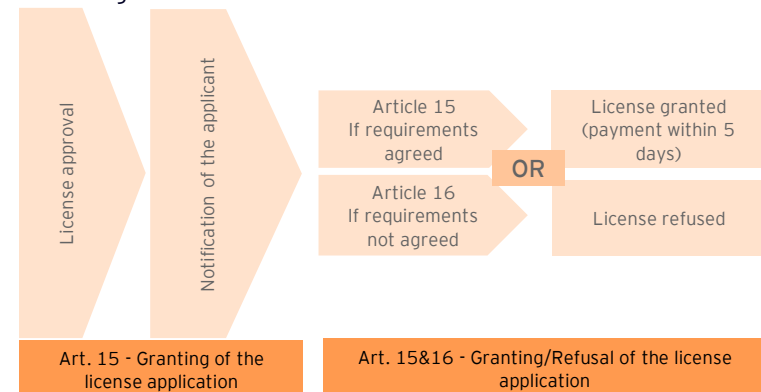 License approval
Notification of the applicant
Article 15
If requirements
agreed
License granted
(payment within 5
days)
OR
Article 16
If requirements
not agreed
License refused
Art. 15 - Granting of the
license application
Art. 15&16 - Granting/Refusal of the license
application